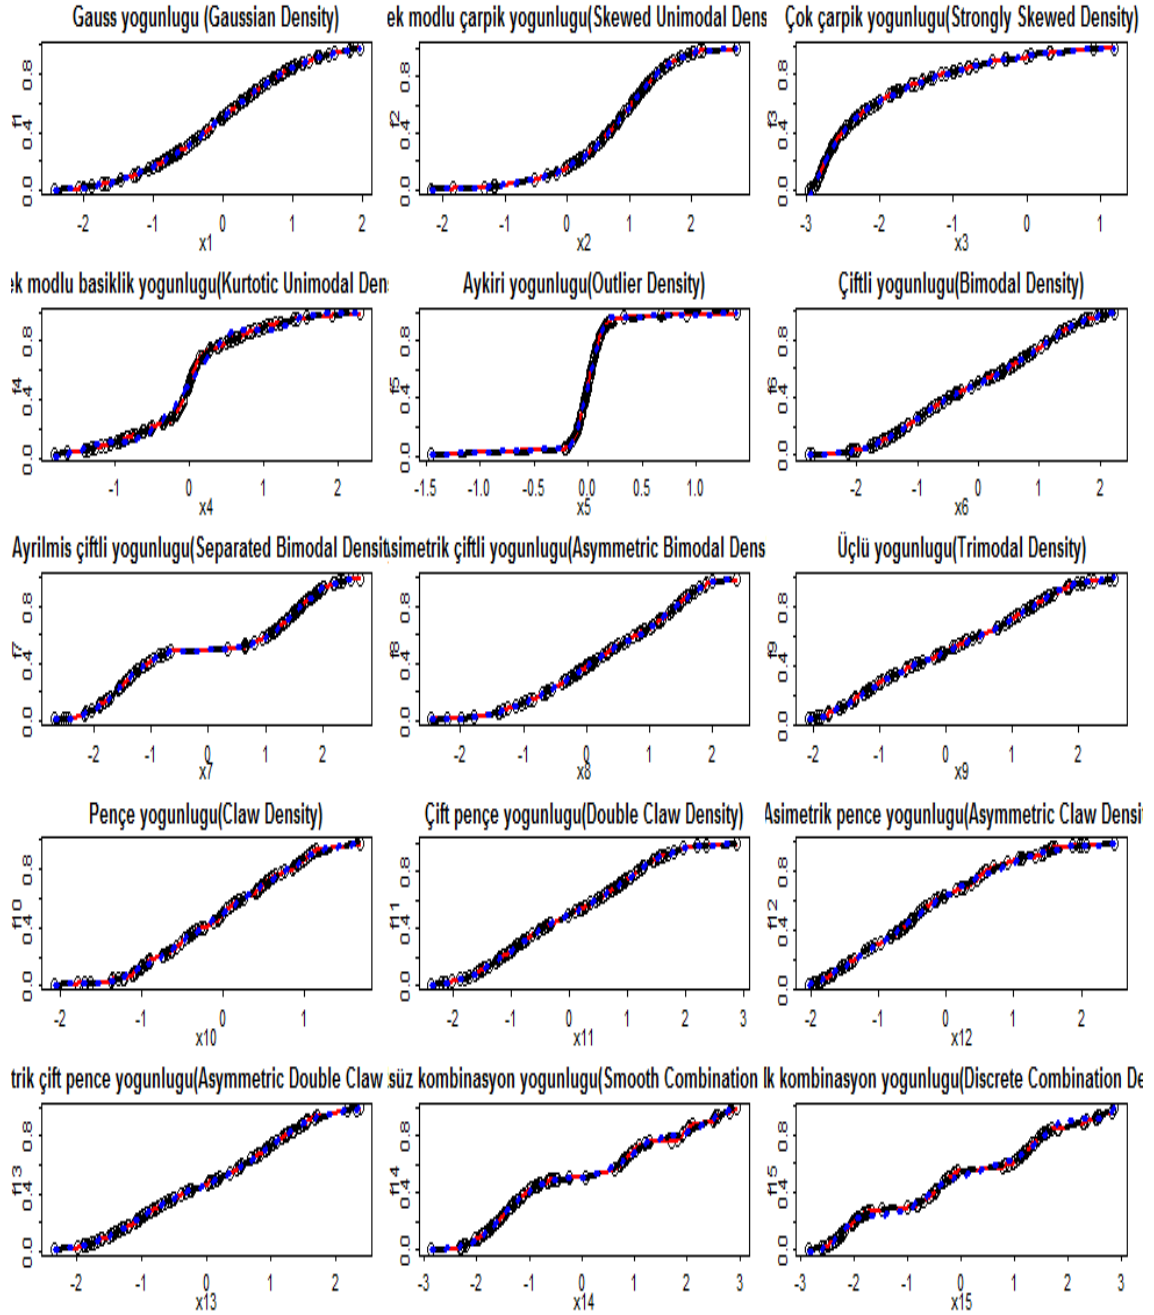 Gauss yogunlugu (Gaussian Density)
ek modlu çarpik yogunlugu(Skewed Unimodal Dens
Çok çarpik yogunlugu(Strongly Skewed Density)
f1
0.0 0.4 0.8
-2 -1 0 1 2
x1
f2
0.0 0.4 0.8
-2 -1 0 1 2
x2
f3
0.0 0.4 0.8
-3 -2 -1 0 1
x3
ek modlu basiklik yogunlugu(Kurtotic Unimodal Den
Aykiri yogunlugu(Outlier Density)
Çiftli yogunlugu(Bimodal Density)
f4
0.0 0.4 0.8
-1 0 1 2
x4
f5
0.0 0.4 0.8
-1.5 -1.0 -0.5 0.0 0.5 1.0
x5
f6
0.0 0.4 0.8
-2 -1 0 1 2
x6
Ayrilmis çiftli yogunlugu(Separated Bimodal Densit
simetrik çiftli yogunlugu(Asymmetric Bimodal Dens
Üçlü yogunlugu(Trimodal Density)
f7
0.0 0.4 0.8
-2 -1 0 1 2
x7
f8
0.0 0.4 0.8
-2 -1 0 1 2
x8
f9
0.0 0.4 0.8
-2 -1 0 1 2
x9
Pençe yogunlugu(Claw Density)
Çift pençe yogunlugu(Double Claw Density)
Asimetrik pence yogunlugu(Asymmetric Claw Densi
f10
0.0 0.4 0.8
-2 -1 0 1
x10
f11
0.0 0.4 0.8
-2 -1 0 1 2 3
x11
f12
0.0 0.4 0.8
-2 -1 0 1 2
x12
trik çift pence yogunlugu(Asymmetric Double Claw
süz kombinasyon yogunlugu(Smooth Combination
lk kombinasyon yogunlugu(Discrete Combination De
f13
0.0 0.4 0.8
-2 -1 0 1 2
x13
f14
0.0 0.4 0.8
-3 -2 -1 0 1 2 3
x14
f15
0.0 0.4 0.8
-3 -2 -1 0 1 2 3
x15